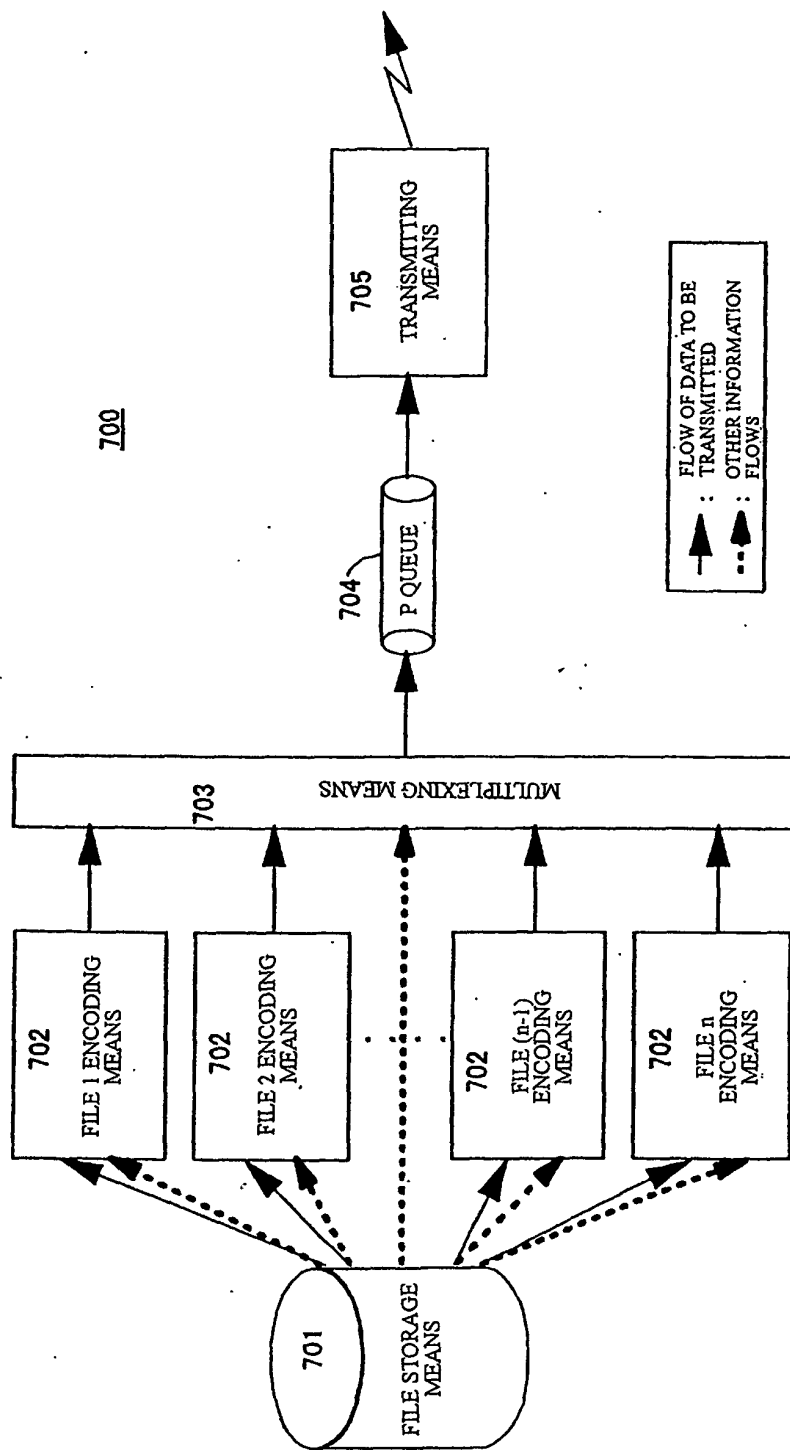 700
701
FILE STORAGE
MEANS
702
FILE 1 ENCODING
MEANS
702
FILE 2 ENCODING
MEANS
702
FILE (n-1)
ENCODING
MEANS
702
FILE n
ENCODING
MEANS
703
MULTIPLEXING MEANS
704
P QUEUE
705
TRANSMITTING
MEANS
: FLOW OF DATA TO BE
TRANSMITTED
: OTHER INFORMATION
FLOWS